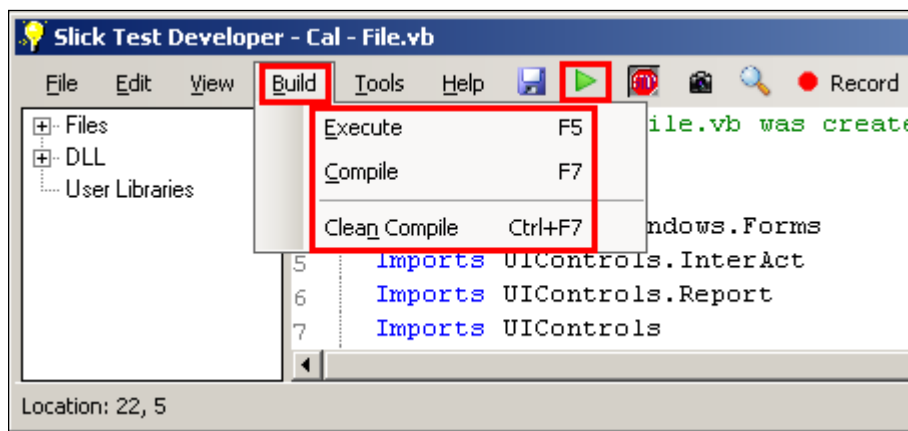 Slick Test Developer - Cal - File.vb
File Edit View Build Tools Help Record
Files
DLL
User Libraries
Execute F5
Compile F7
Clean Compile Ctrl+F7
ile.vb was create
ndows.Forms
5 Imports UIControls.InterAct
6 Imports UIControls.Report
7 Imports UIControls
Location: 22, 5